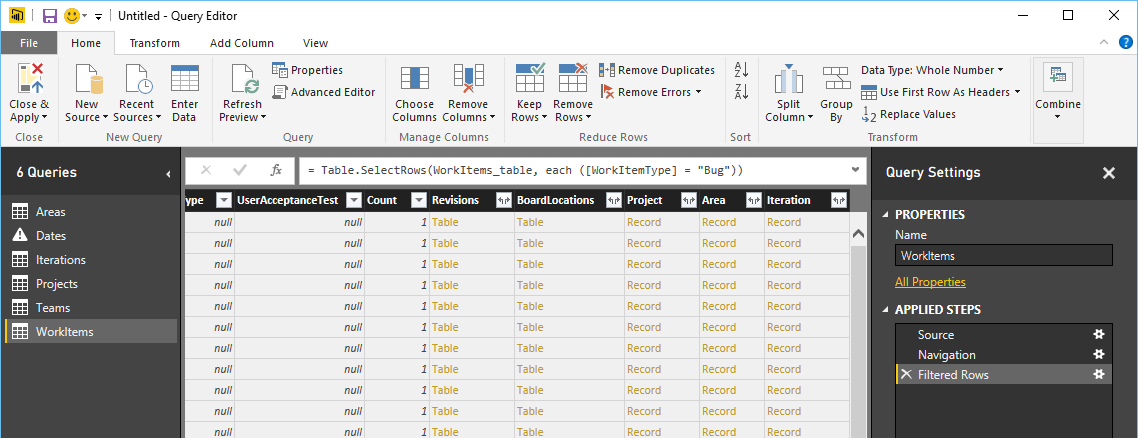 Untitled - Query Editor
File Home Transform Add Column View
Close & Apply
New Source
Recent Sources
Enter Data
Refresh Preview
Properties
Advanced Editor
Choose Columns
Remove Columns
Keep Rows
Remove Rows
Remove Duplicates
Remove Errors
A Z
Z A
Split Column
Group By
Data Type: Whole Number
Use First Row As Headers
1 2 Replace Values
Combine
Close New Query Query Manage Columns Reduce Rows Sort Transform
6 Queries
Areas
Dates
Iterations
Projects
Teams
WorkItems
fx = Table.SelectRows(WorkItems_table, each ([WorkItemType] = "Bug"))
ype UserAcceptanceTest Count Revisions BoardLocations Project Area Iteration
null null 1 Table Table Record Record Record
null null 1 Table Table Record Record Record
null null 1 Table Table Record Record Record
null null 1 Table Table Record Record Record
null null 1 Table Table Record Record Record
null null 1 Table Table Record Record Record
null null 1 Table Table Record Record Record
null null 1 Table Table Record Record Record
null null 1 Table Table Record Record Record
null null 1 Table Table Record Record Record
null null 1 Table Table Record Record Record
Query Settings
PROPERTIES
Name
WorkItems
All Properties
APPLIED STEPS
Source
Navigation
Filtered Rows